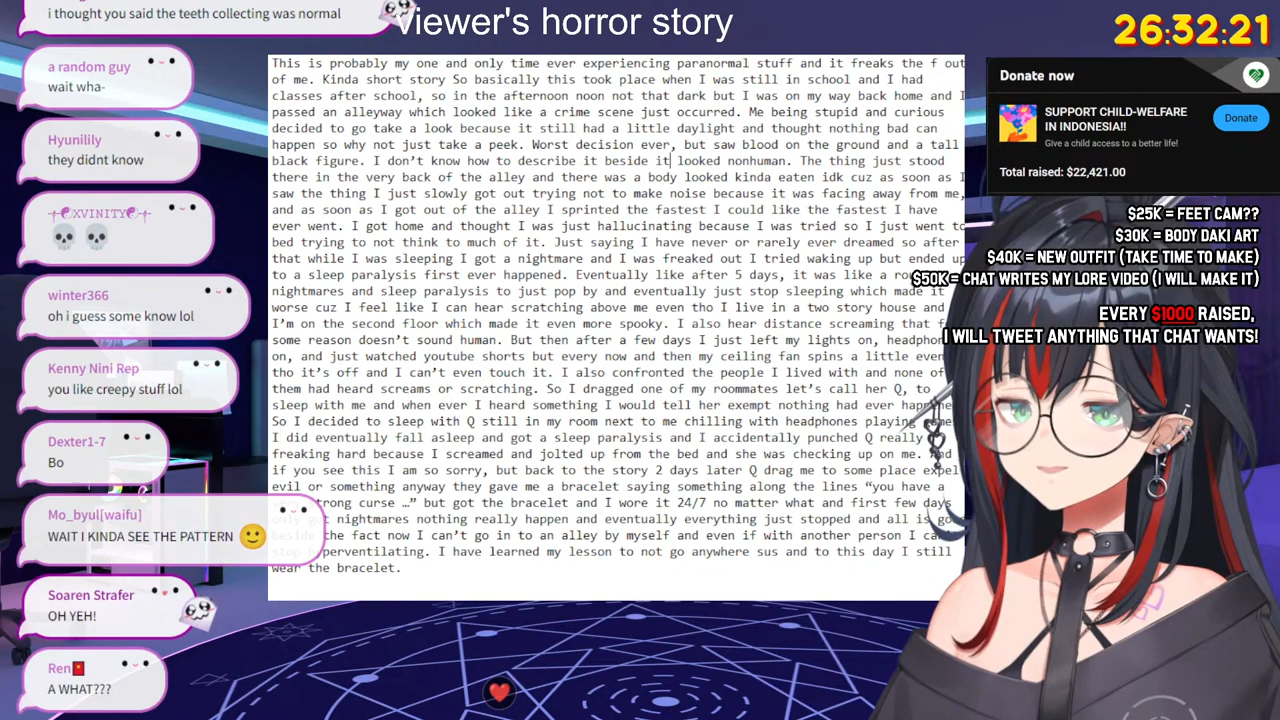 i thought you said the teeth collecting was normal
a random guy
wait wha-
Hyunilily
they didnt know
XVINITY
winter366
oh i guess some know lol
Kenny Nini Rep
you like creepy stuff lol
Dexter1-7
Bo
Mo_byul[waifu]
WAIT I KINDA SEE THE PATTERN
Soaren Strafer
OH YEH!
Ren
A WHAT???
viewer's horror story
This is probably my one and only time ever experiencing paranormal stuff and it freaks the f out
of me. Kinda short story So basically this took place when I was still in school and I had
classes after school, so in the afternoon noon not that dark but I was on my way back home and I
passed an alleyway which looked like a crime scene just occurred. Me being stupid and curious
decided to go take a look because it still had a little daylight and thought nothing bad can
happen so why not just take a peek. Worst decision ever, but saw blood on the ground and a tall
black figure. I don’t know how to describe it beside it looked nonhuman. The thing just stood
there in the very back of the alley and there was a body looked kinda eaten idk cuz as soon as I
saw the thing I just slowly got out trying not to make noise because it was facing away from me,
and as soon as I got out of the alley I sprinted the fastest I could like the fastest I have
ever went. I got home and thought I was just hallucinating because I was tried so I just went to
bed trying to not think to much of it. Just saying I have never or rarely ever dreamed so after
that while I was sleeping I got a nightmare and I was freaked out I tried waking up but ended up
to a sleep paralysis first ever happened. Eventually like after 5 days, it was like a
nightmares and sleep paralysis to just pop by and eventually just stop sleeping which made it
worse cuz I feel like I can hear scratching above me even tho I live in a two story house and
I’m on the second floor which made it even more spooky. I also hear distance screaming that
some reason doesn’t sound human. But then after a few days I just left my lights on,
on, and just watched youtube shorts but every now and then my ceiling fan spins a little even
tho it’s off and I can’t even touch it. I also confronted the people I lived with and none of
them had heard screams or scratching. So I dragged one of my roommates let’s call her Q, to
sleep with me and when ever I heard something I would tell her exempt nothing had ever
So I decided to sleep with Q still in my room next to me chilling with headphones playing
I did eventually fall asleep and got a sleep paralysis and I accidentally punched Q really
freaking hard because I screamed and jolted up from the bed and she was checking up on me. And
if you see this I am so sorry, but back to the story 2 days later Q drag me to some place expel
evil or something anyway they gave me a bracelet saying something along the lines “you have a
strong curse …” but got the bracelet and I wore it 24/7 no matter what and first few days
only got nightmares nothing really happen and eventually everything just stopped and all is
beside the fact now I can’t go in to an alley by myself and even if with another person I
stop hyperventilating. I have learned my lesson to not go anywhere sus and to this day I still
wear the bracelet.
26:32:21
Donate now
SUPPORT CHILD-WELFARE
IN INDONESIA!!
Give a child access to a better life!
Donate
Total raised: $22,421.00
$25K = FEET CAM??
$30K = BODY DAKI ART
$40K = NEW OUTFIT (TAKE TIME TO MAKE)
$50K = CHAT WRITES MY LORE VIDEO (I WILL MAKE IT)
EVERY $1000 RAISED,
I WILL TWEET ANYTHING THAT CHAT WANTS!